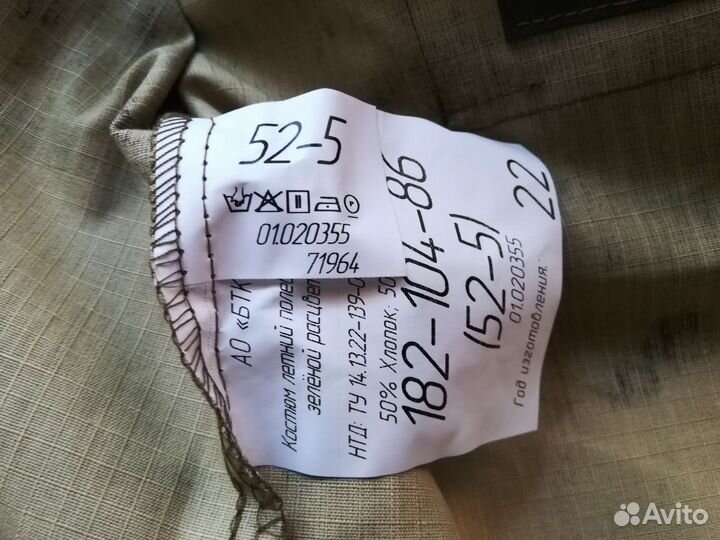 52-5
01.020355
71964
АО «БТК
Костюм летний полев
зелёной расцвет
НТД: ТУ 14.13.22-139-0
50% Хлопок; 50
182-104-86
(52-5)
01.020355
Год изготовления:
22
Avito